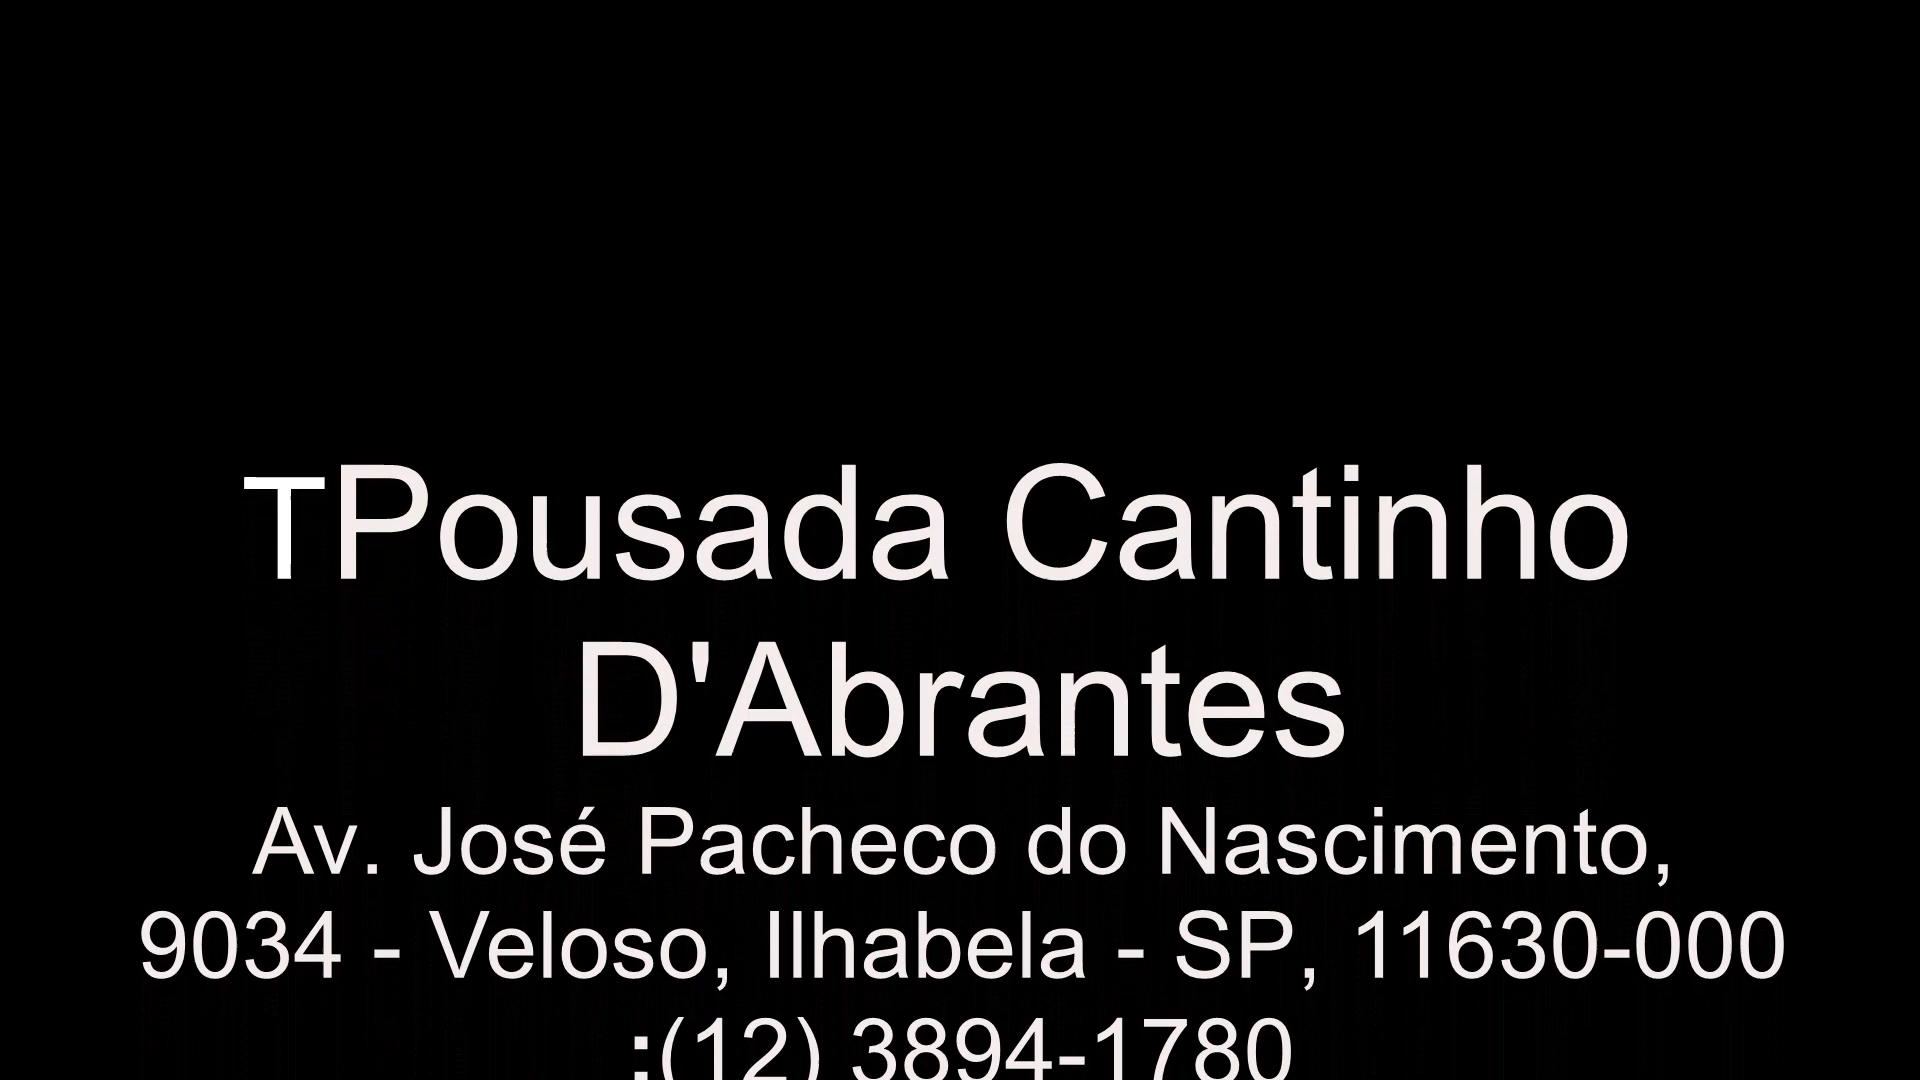 TPousada Cantinho
D'Abrantes
Av. José Pacheco do Nascimento,
9034 - Veloso, Ilhabela - SP, 11630-000
:(12) 3894-1780